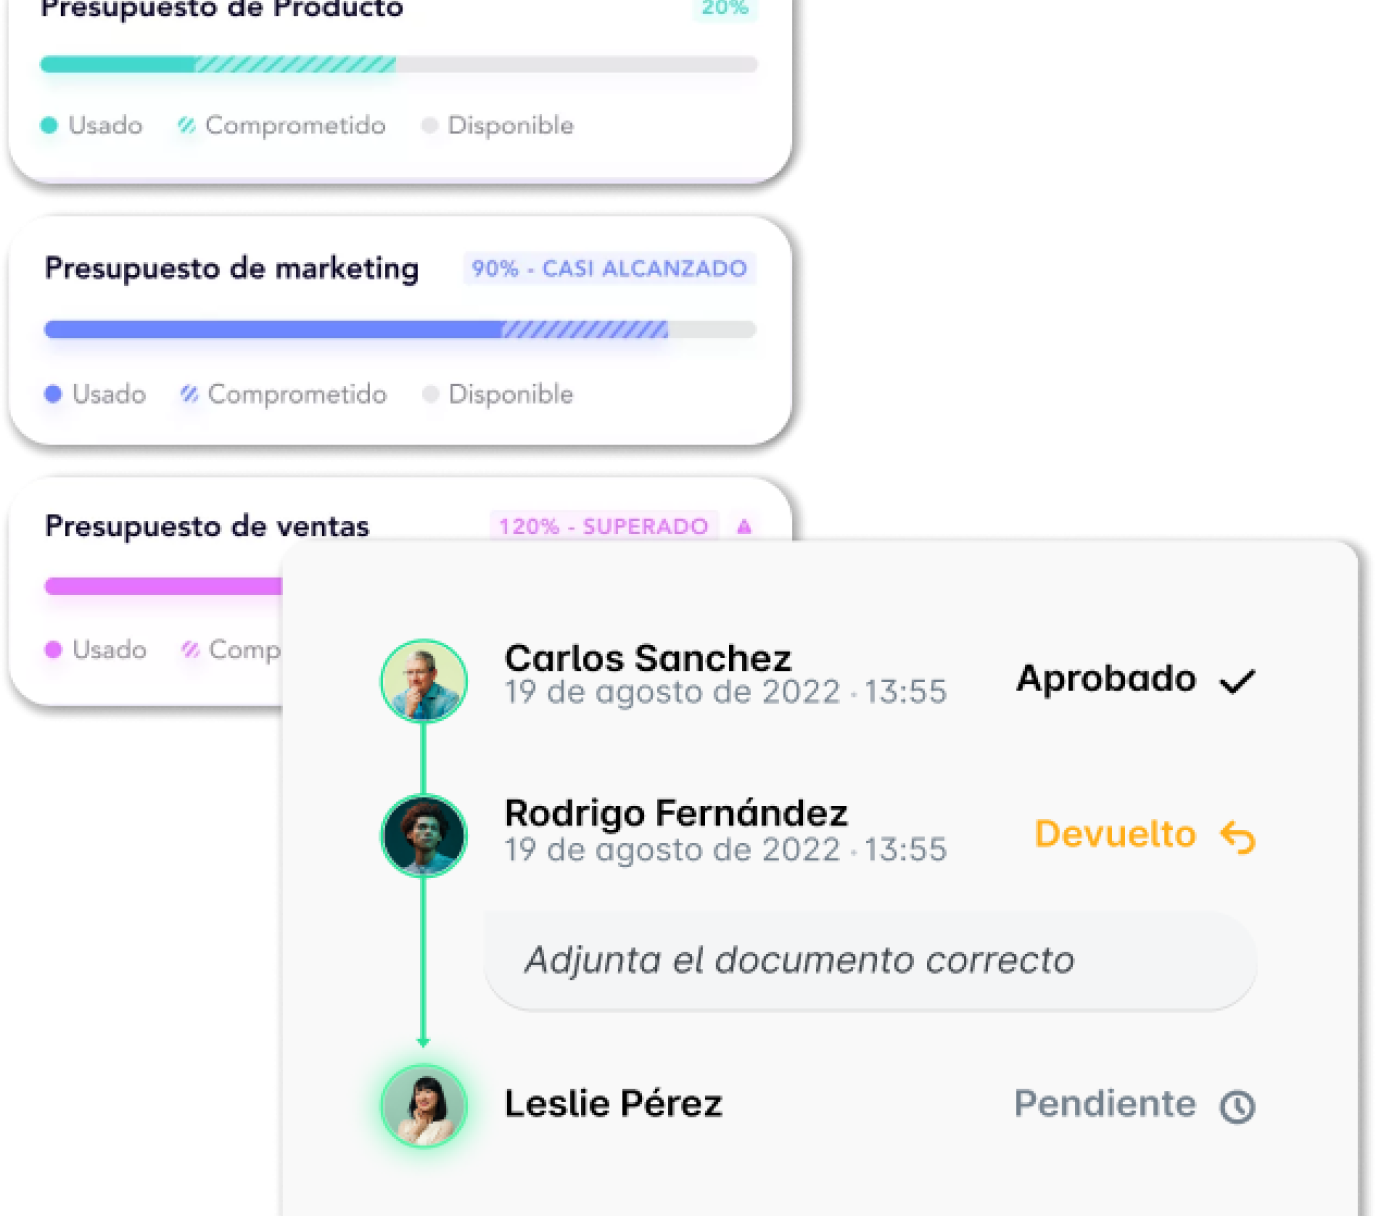 Presupuesto de Producto 20%
Usado Comprometido Disponible
Presupuesto de marketing 90% - CASI ALCANZADO
Usado Comprometido Disponible
Presupuesto de ventas 120% - SUPERADO
Usado Comp
Carlos Sanchez
19 de agosto de 2022 · 13:55
Aprobado
Rodrigo Fernández
19 de agosto de 2022 · 13:55
Devuelto
Adjunta el documento correcto
Leslie Pérez
Pendiente